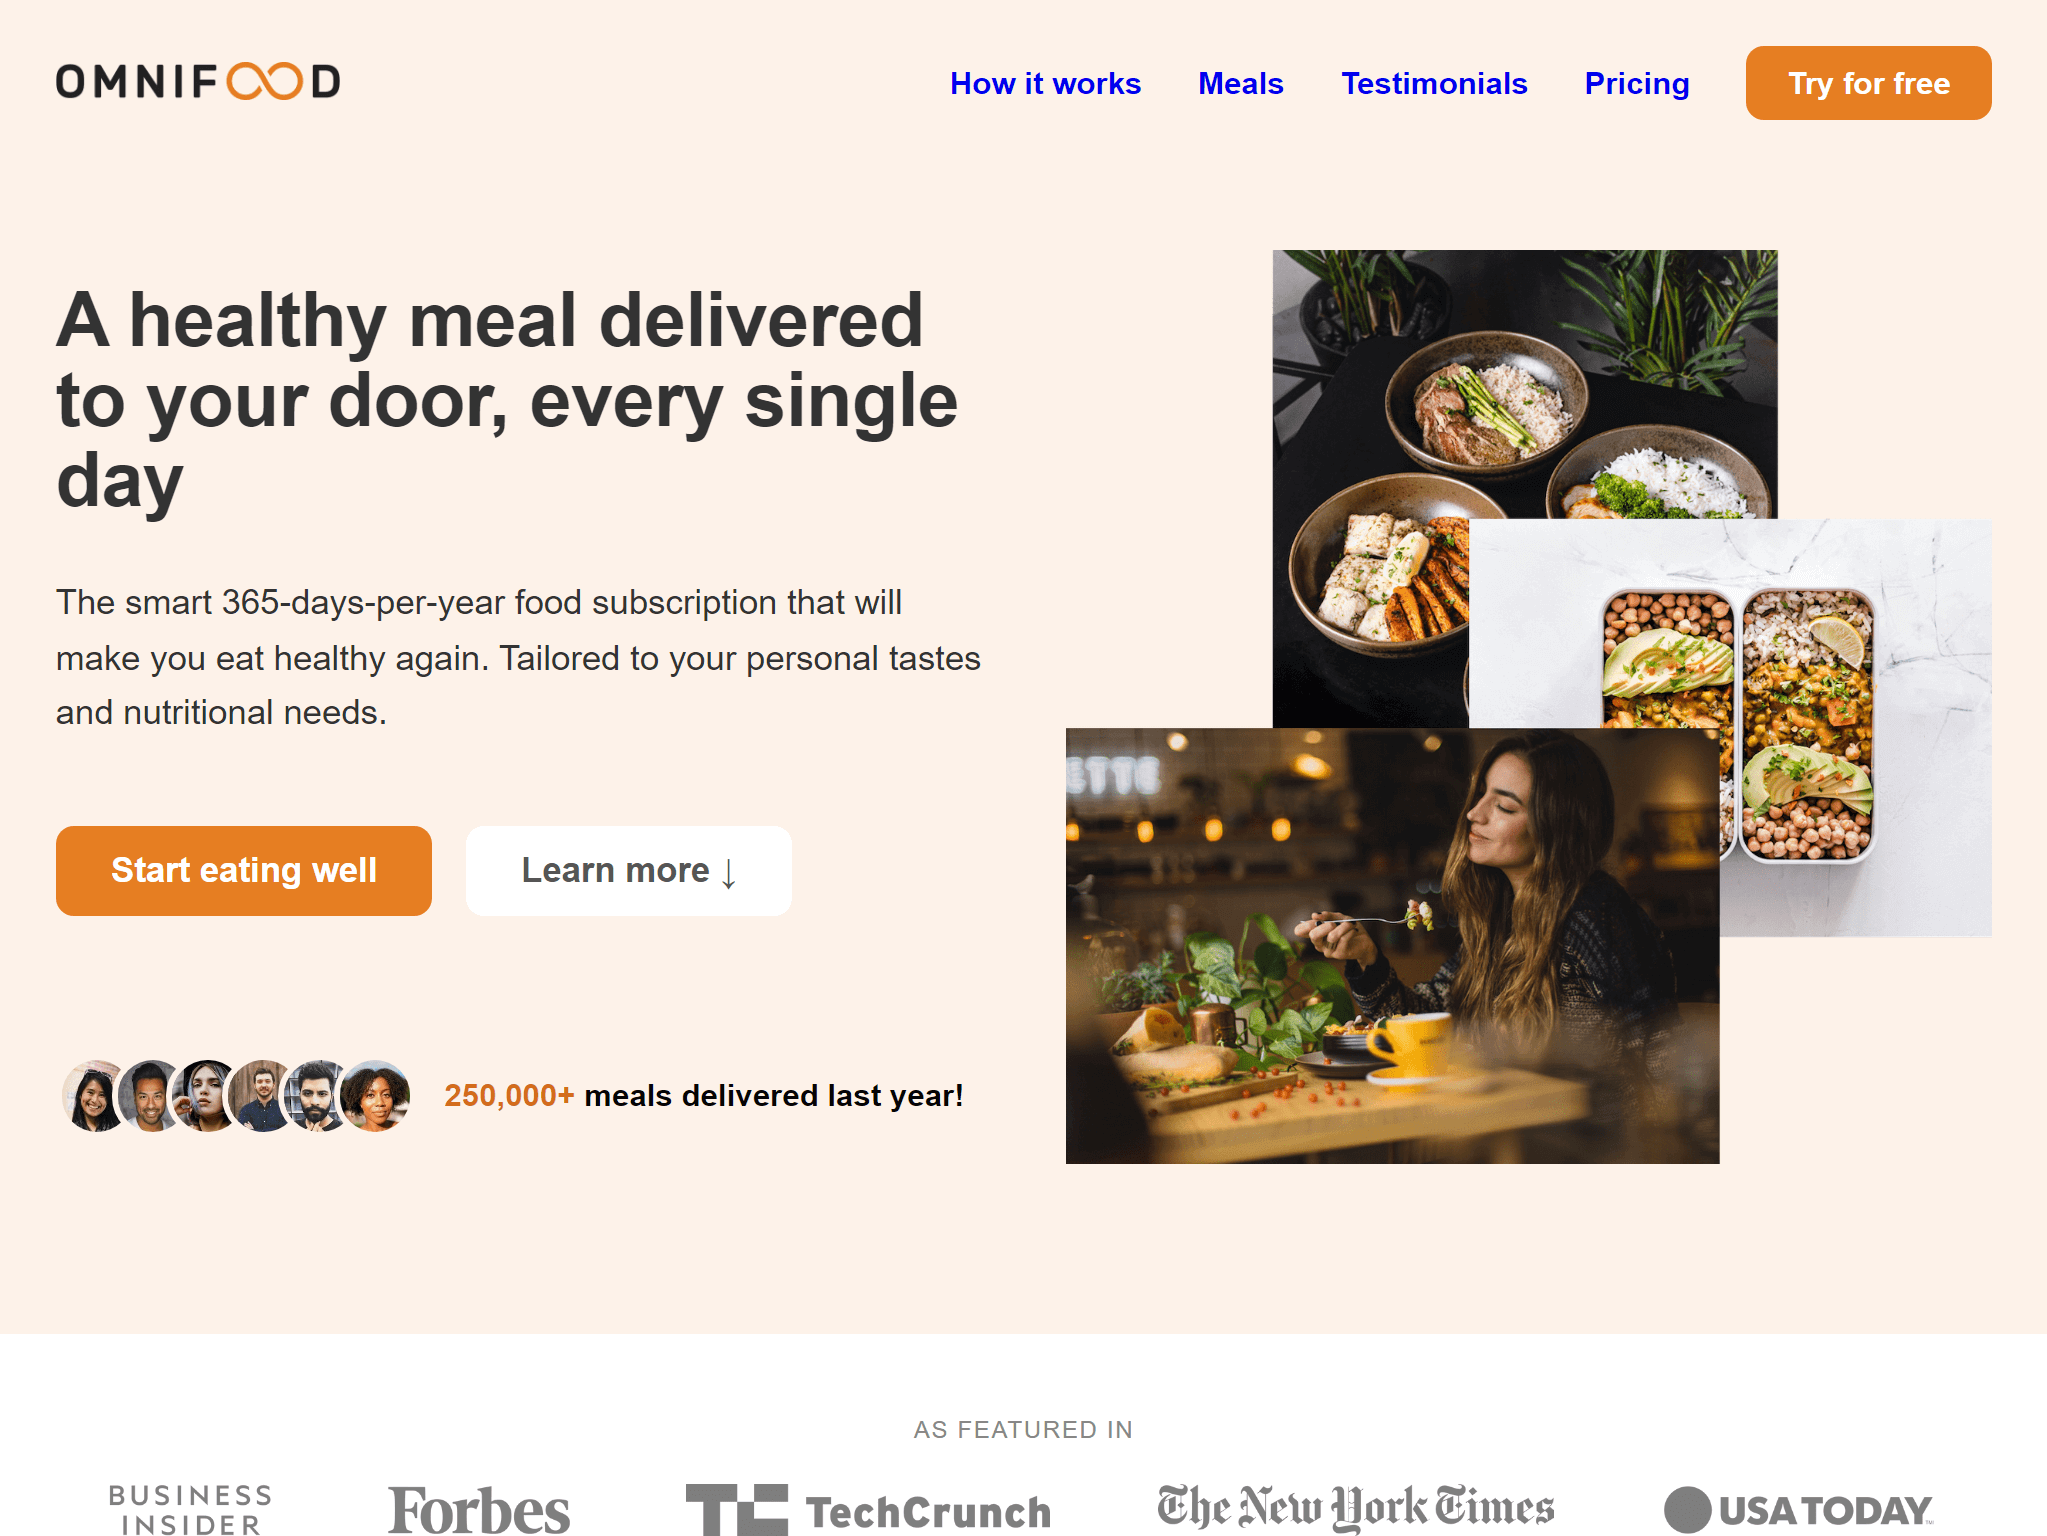 OMNIFOOD
How it works
Meals
Testimonials
Pricing
Try for free
A healthy meal delivered
to your door, every single
day
The smart 365-days-per-year food subscription that will
make you eat healthy again. Tailored to your personal tastes
and nutritional needs.
Start eating well
Learn more ↓
ETTE
250,000+ meals delivered last year!
AS FEATURED IN
BUSINESS
INSIDER
Forbes
TC TechCrunch
The New York Times
USA TODAY